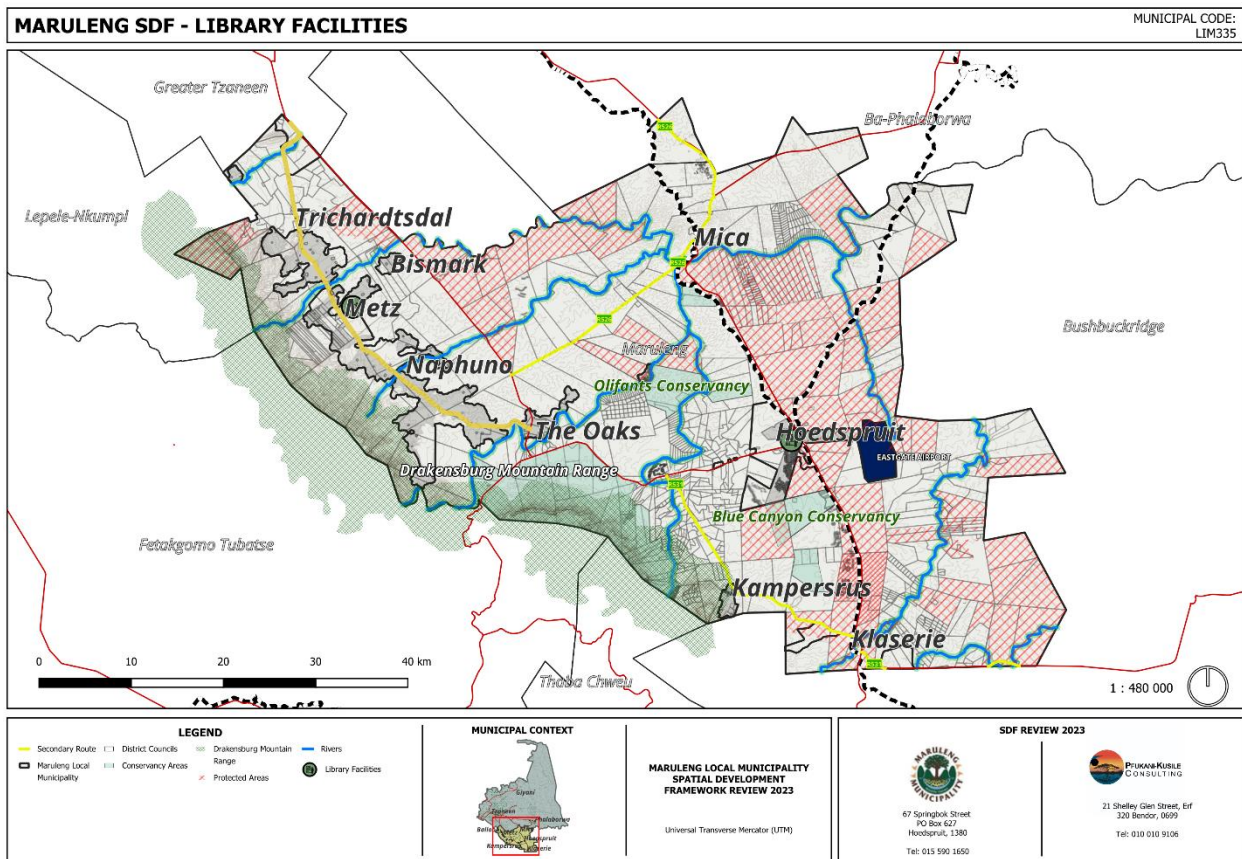 MARULENG SDF - LIBRARY FACILITIES
MUNICIPAL CODE:
LIM335
Greater Tzaneen
Ba-Phalaborwa
Lepele-Nkumpi
Trichardtsdal
Mica
Bismark
Metz
Bushbuckridge
Maruleng
Naphuno
Olifants Conservancy
The Oaks
Hoedspruit
EASTGATE AIRPORT
Drakensburg Mountain Range
Blue Canyon Conservancy
Fetakgomo Tubatse
Kampersrus
Klaserie
Thaba Chweu
0 10 20 30 40 km
1 : 480 000
LEGEND
Secondary Route
Maruleng Local
Municipality
District Councils
Conservancy Areas
Drakensburg Mountain
Range
Protected Areas
Rivers
Library Facilities
MUNICIPAL CONTEXT
Giyani
Tzaneen
Phalaborwa
MARULENG LOCAL MUNICIPALITY
SPATIAL DEVELOPMENT
FRAMEWORK REVIEW 2023
Universal Transverse Mercator (UTM)
SDF REVIEW 2023
MARULENG
MUNICIPALITY
67 Springbok Street
PO Box 627
Hoedspruit, 1380
Tel: 015 590 1650
PFUKANI-KUSILE
CONSULTING
21 Shelley Glen Street, Erf
320 Bendor, 0699
Tel: 010 010 9106